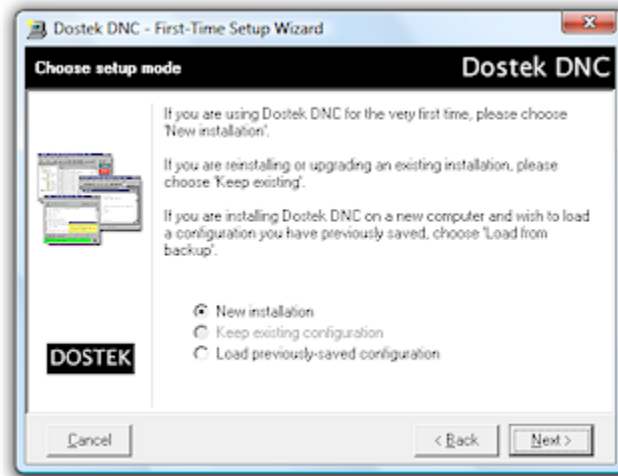 Dostek DNC - First-Time Setup Wizard
Choose setup mode
Dostek DNC
If you are using Dostek DNC for the very first time, please choose
'New installation'.
If you are reinstalling or upgrading an existing installation, please
choose 'Keep existing'.
If you are installing Dostek DNC on a new computer and wish to load
a configuration you have previously saved, choose 'Load from
backup'.
New installation
Keep existing configuration
Load previously-saved configuration
DOSTEK
Cancel
< Back
Next >